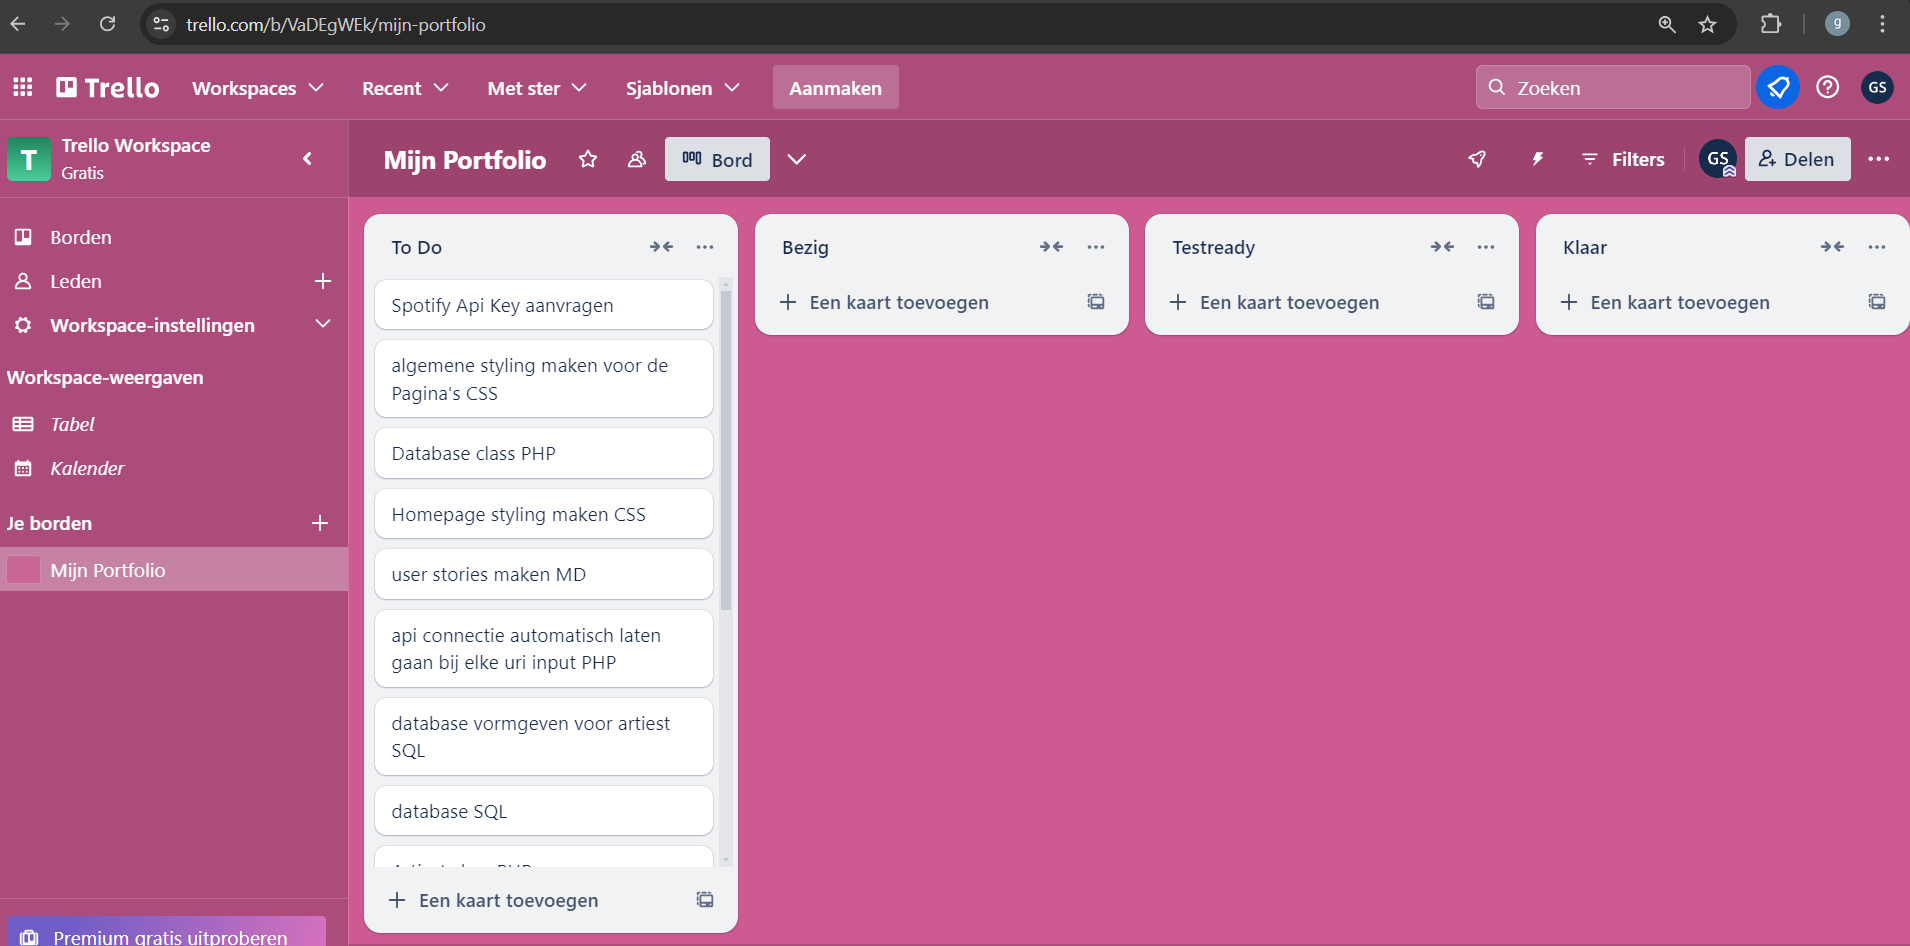 trello.com/b/VaDEgWEk/mijn-portfolio
g
Trello
Workspaces
Recent
Met ster
Sjablonen
Aanmaken
Zoeken
GS
T
Trello Workspace
Gratis
Mijn Portfolio
Bord
Filters
GS
Delen
Borden
Leden
Workspace-instellingen
Workspace-weergaven
Tabel
Kalender
Je borden
Mijn Portfolio
Premium gratis uitproberen
To Do
Spotify Api Key aanvragen
algemene styling maken voor de
Pagina's CSS
Database class PHP
Homepage styling maken CSS
user stories maken MD
api connectie automatisch laten
gaan bij elke uri input PHP
database vormgeven voor artiest
SQL
database SQL
Een kaart toevoegen
Bezig
Een kaart toevoegen
Testready
Een kaart toevoegen
Klaar
Een kaart toevoegen